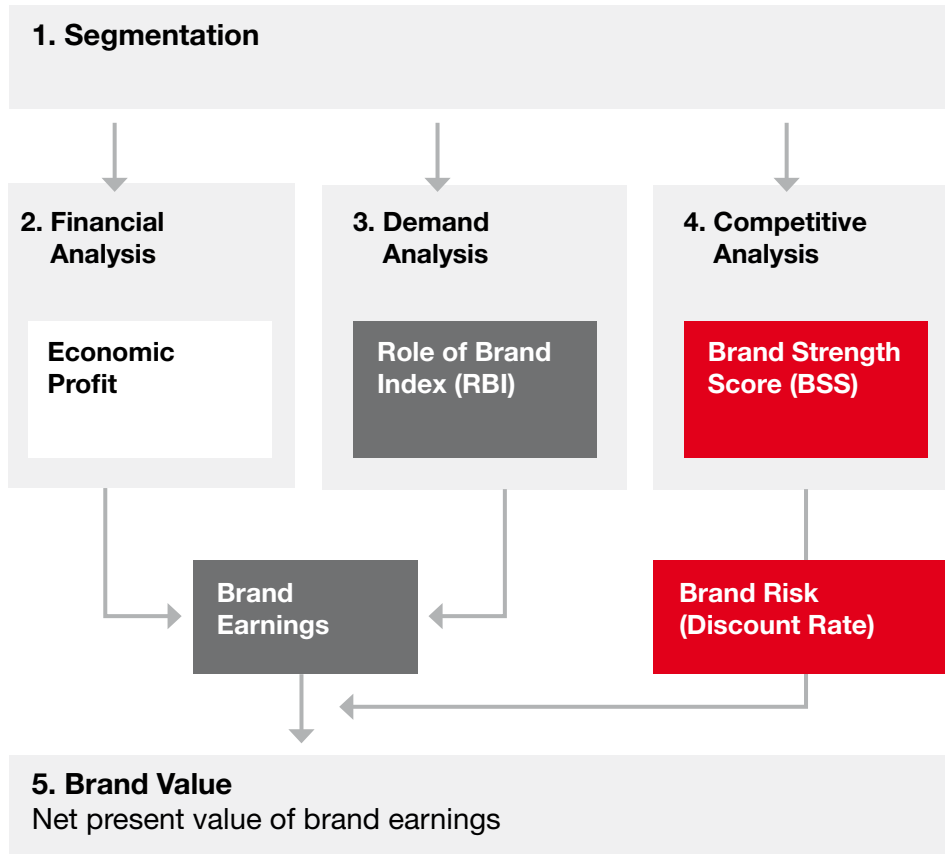 1. Segmentation
2. Financial
Analysis
Economic
Profit
3. Demand
Analysis
Role of Brand
Index (RBI)
4. Competitive
Analysis
Brand Strength
Score (BSS)
Brand
Earnings
Brand Risk
(Discount Rate)
5. Brand Value
Net present value of brand earnings